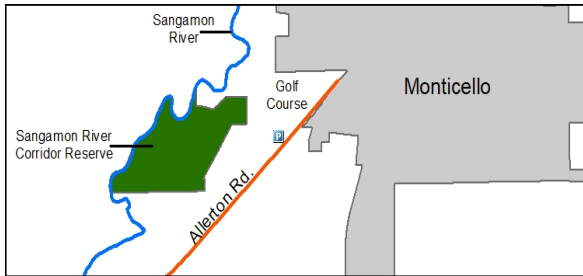 Sangamon
River
Golf
Course
Monticello
Sangamon River
Corridor Reserve
P
Allerton Rd.